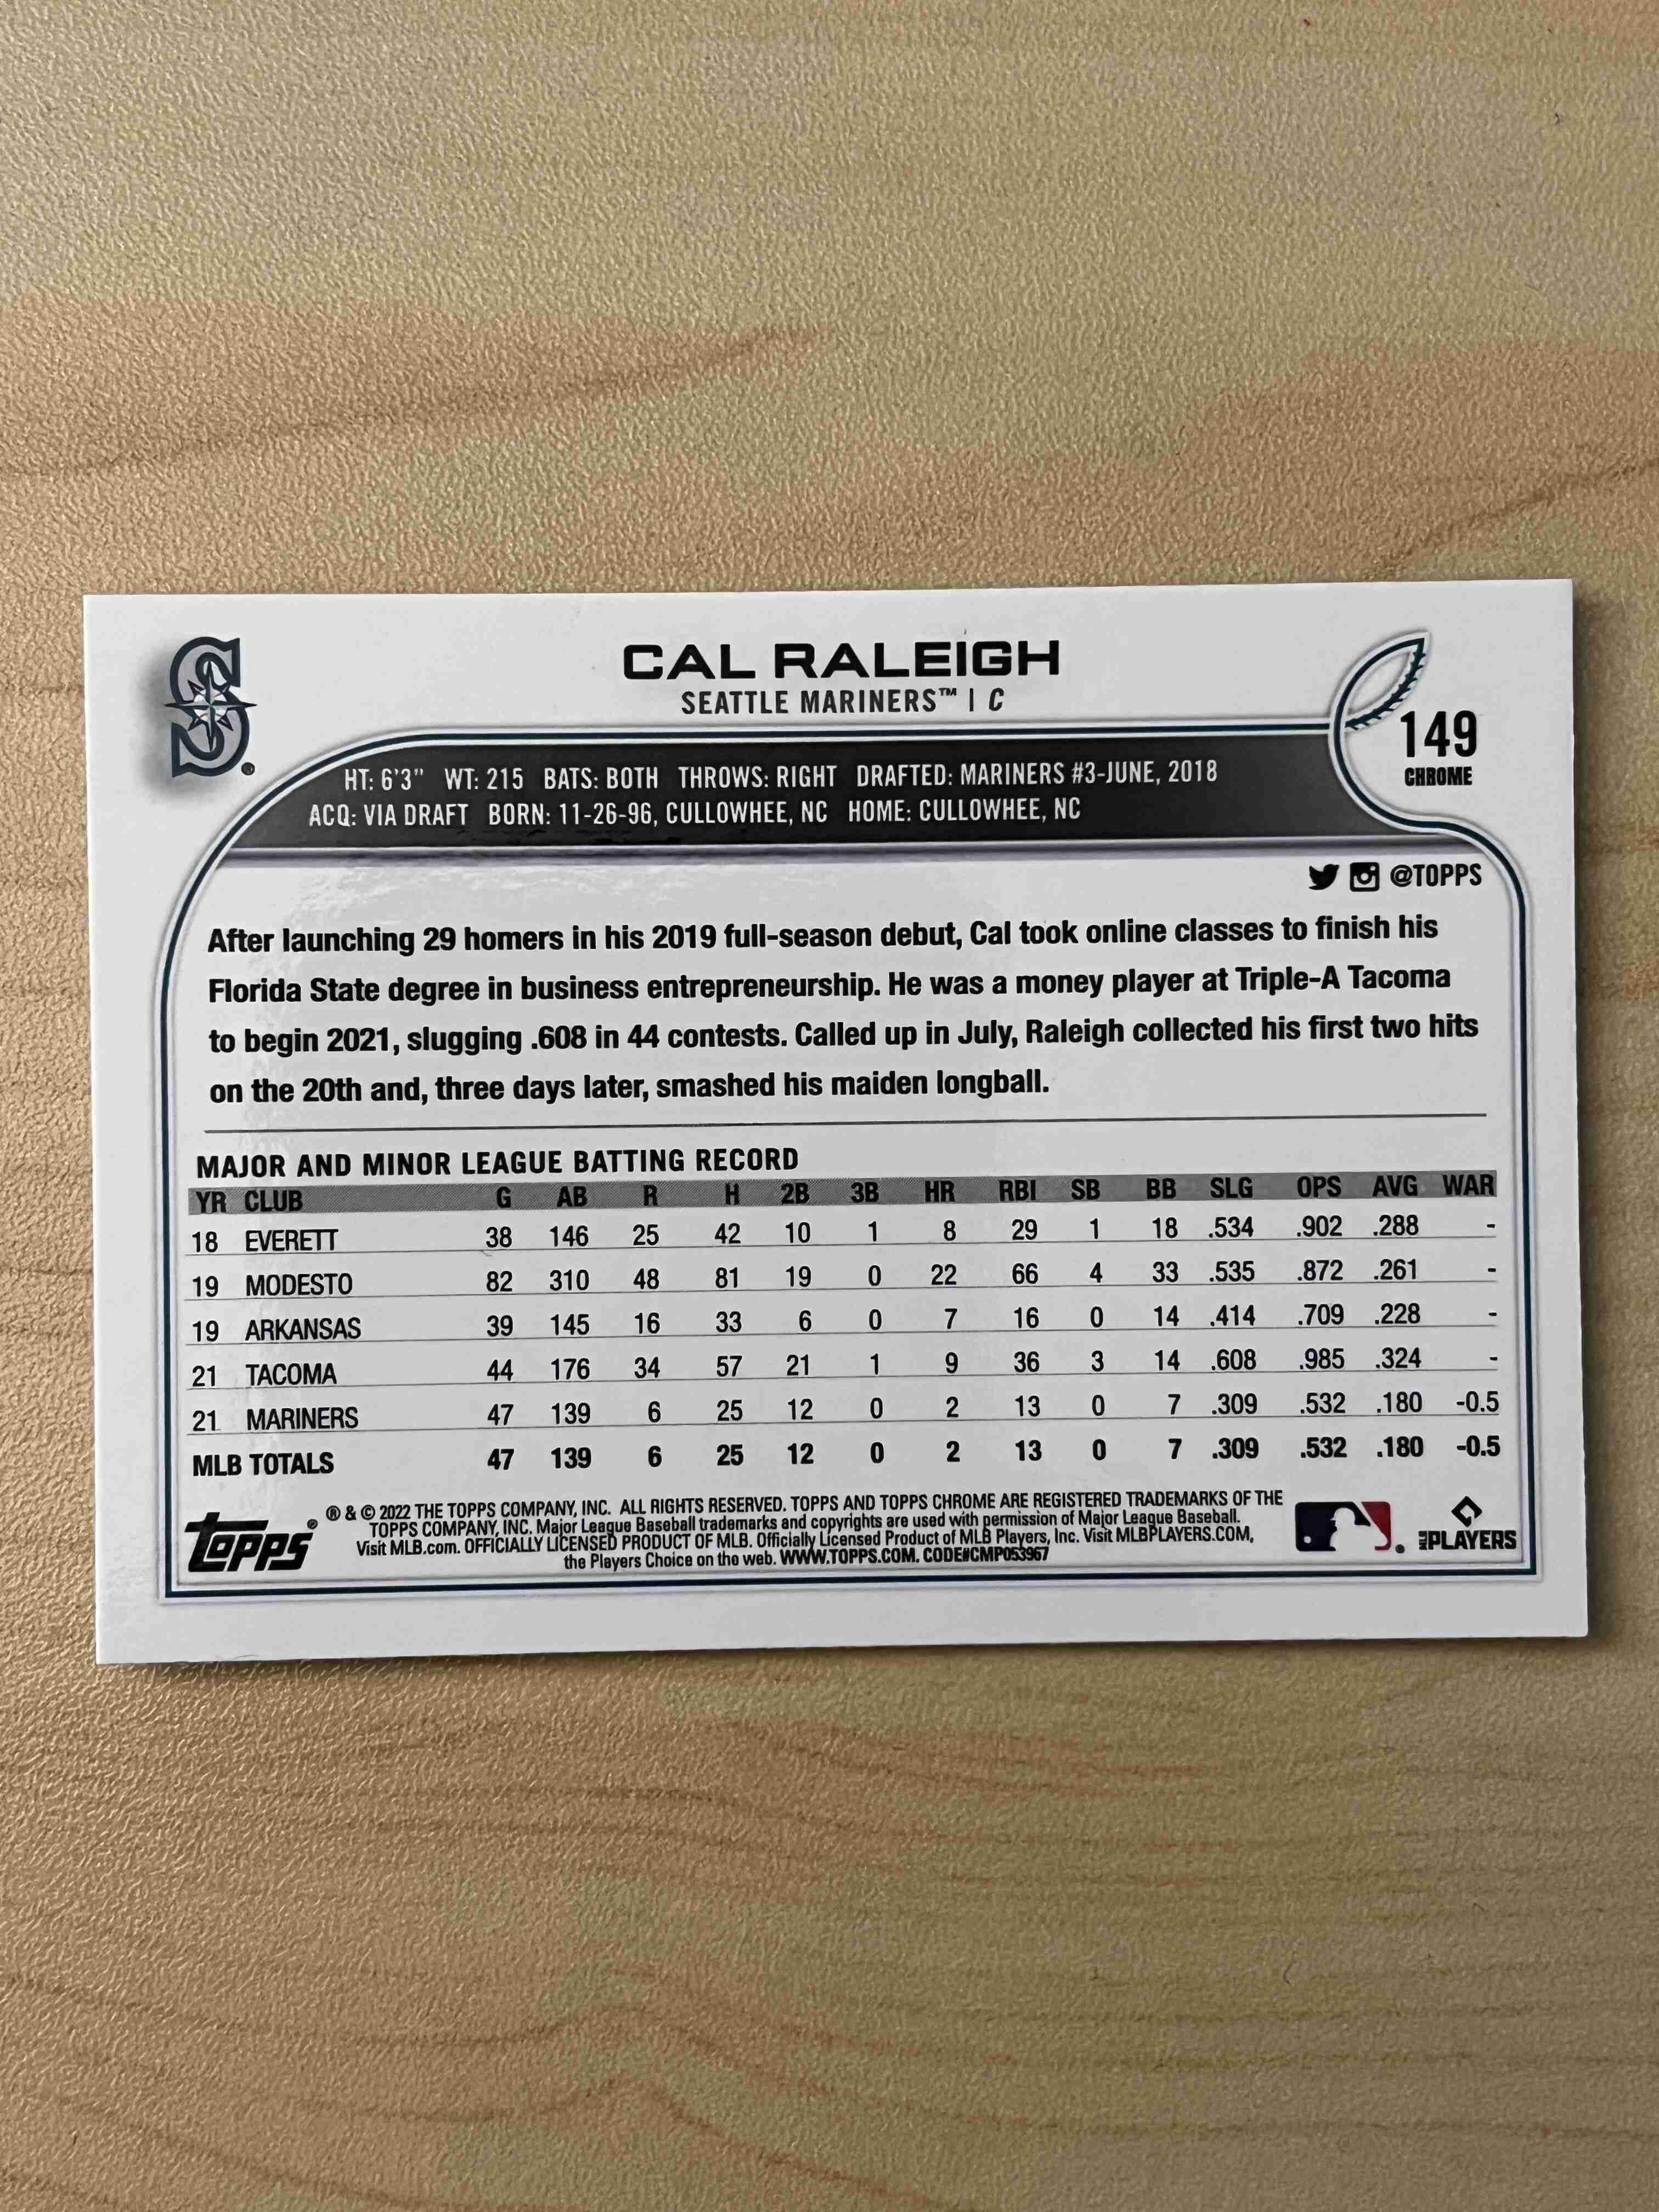 CAL RALEIGH
SEATTLE MARINERS™ | C
149
CHROME
HT: 6'3" WT: 215 BATS: BOTH THROWS: RIGHT DRAFTED: MARINERS #3-JUNE, 2018
ACQ: VIA DRAFT BORN: 11-26-96, CULLOWHEE, NC HOME: CULLOWHEE, NC
@TOPPS
After launching 29 homers in his 2019 full-season debut, Cal took online classes to finish his
Florida State degree in business entrepreneurship. He was a money player at Triple-A Tacoma
to begin 2021, slugging .608 in 44 contests. Called up in July, Raleigh collected his first two hits
on the 20th and, three days later, smashed his maiden longball.
MAJOR AND MINOR LEAGUE BATTING RECORD
YR CLUB G AB R H 2B 3B HR RBI SB BB SLG OPS AVG WAR
18 EVERETT 38 146 25 42 10 1 8 29 1 18 .534 .902 .288 -
19 MODESTO 82 310 48 81 19 0 22 66 4 33 .535 .872 .261 -
19 ARKANSAS 39 145 16 33 6 0 7 16 0 14 .414 .709 .228 -
21 TACOMA 44 176 34 57 21 1 9 36 3 14 .608 .985 .324 -
21 MARINERS 47 139 6 25 12 0 2 13 0 7 .309 .532 .180 -0.5
MLB TOTALS 47 139 6 25 12 0 2 13 0 7 .309 .532 .180 -0.5
Topps®
® & © 2022 THE TOPPS COMPANY, INC. ALL RIGHTS RESERVED. TOPPS AND TOPPS CHROME ARE REGISTERED TRADEMARKS OF THE
TOPPS COMPANY, INC. Major League Baseball trademarks and copyrights are used with permission of Major League Baseball.
Visit MLB.com. OFFICIALLY LICENSED PRODUCT OF MLB. Officially Licensed Product of MLB Players, Inc. Visit MLBPLAYERS.COM,
the Players Choice on the web. WWW.TOPPS.COM. CODE#CMP053967
MLB PLAYERS